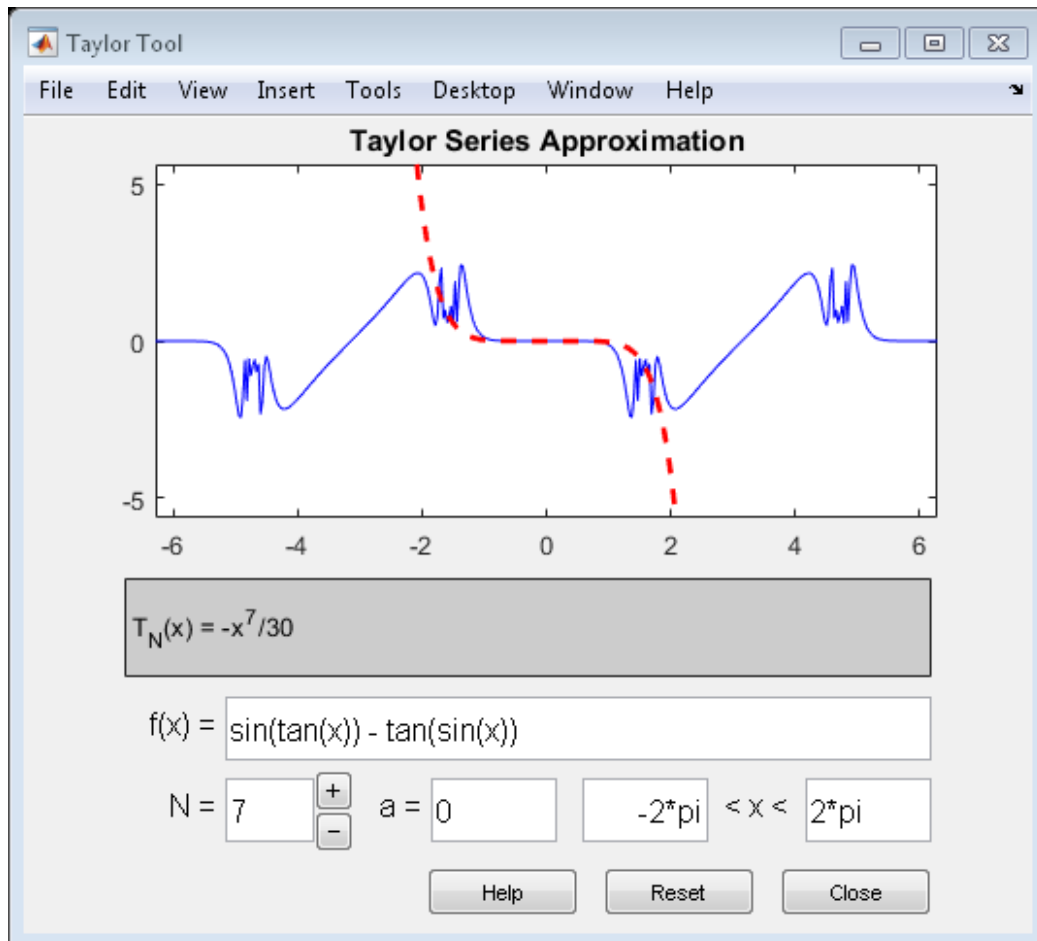 Taylor Tool
File Edit View Insert Tools Desktop Window Help
Taylor Series Approximation
5
0
-5
-6 -4 -2 0 2 4 6
T_N(x) = -x^7/30
f(x) = sin(tan(x)) - tan(sin(x))
N = 7 + − a = 0 -2*pi < x < 2*pi
Help Reset Close